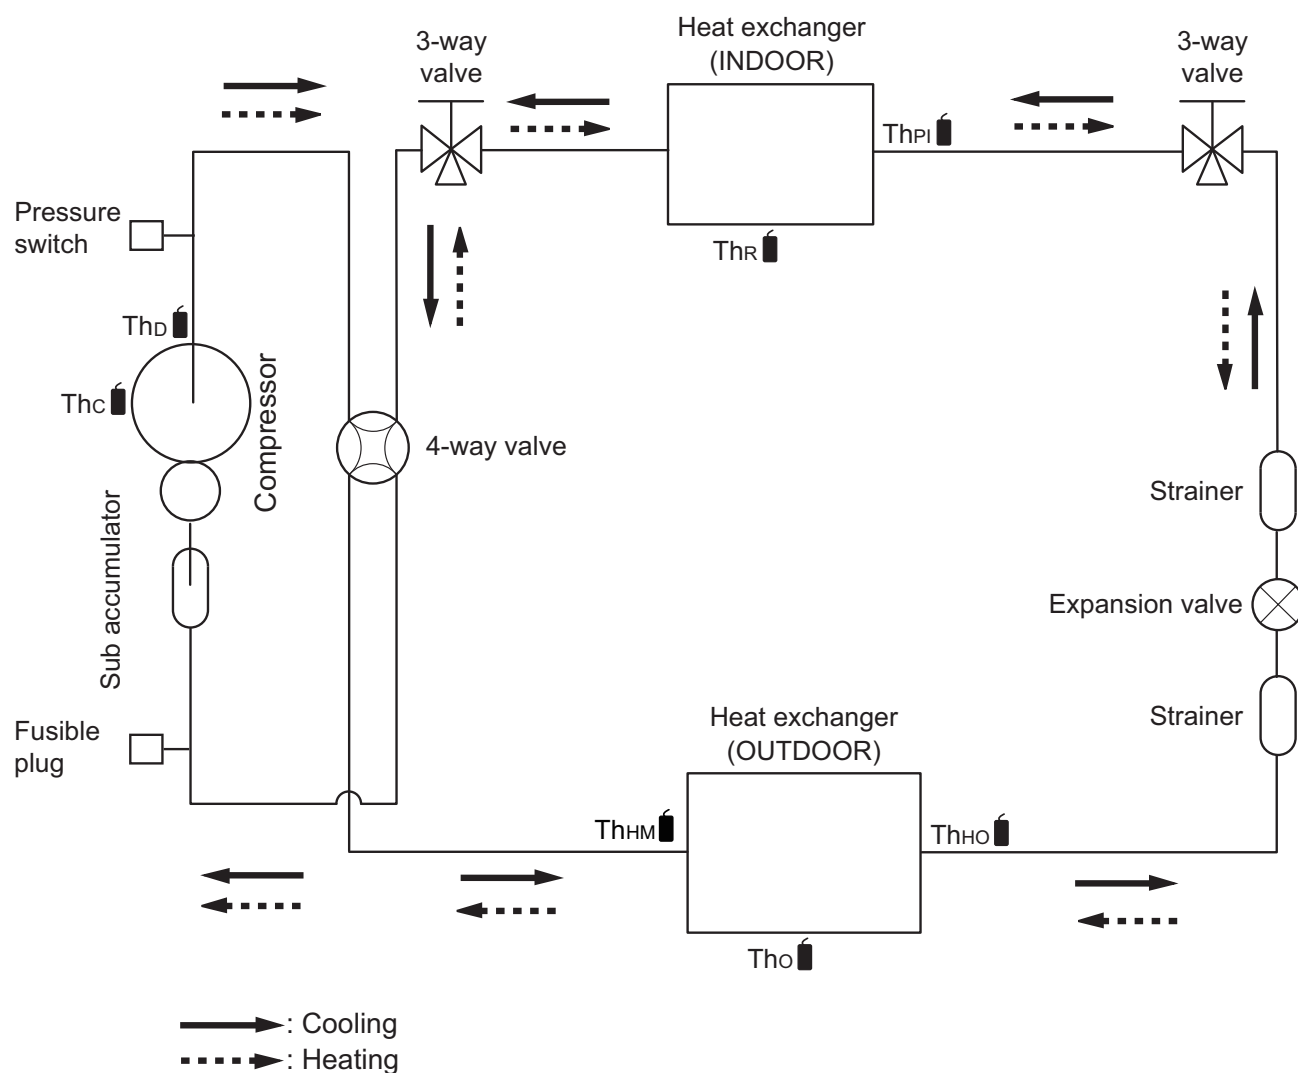 3-way
valve
Heat exchanger
(INDOOR)
3-way
valve
ThPI
Pressure
switch
ThR
ThD
ThC
Compressor
4-way valve
Strainer
Sub accumulator
Expansion valve
Fusible
plug
Heat exchanger
(OUTDOOR)
Strainer
ThHM
ThHO
ThO
: Cooling
: Heating